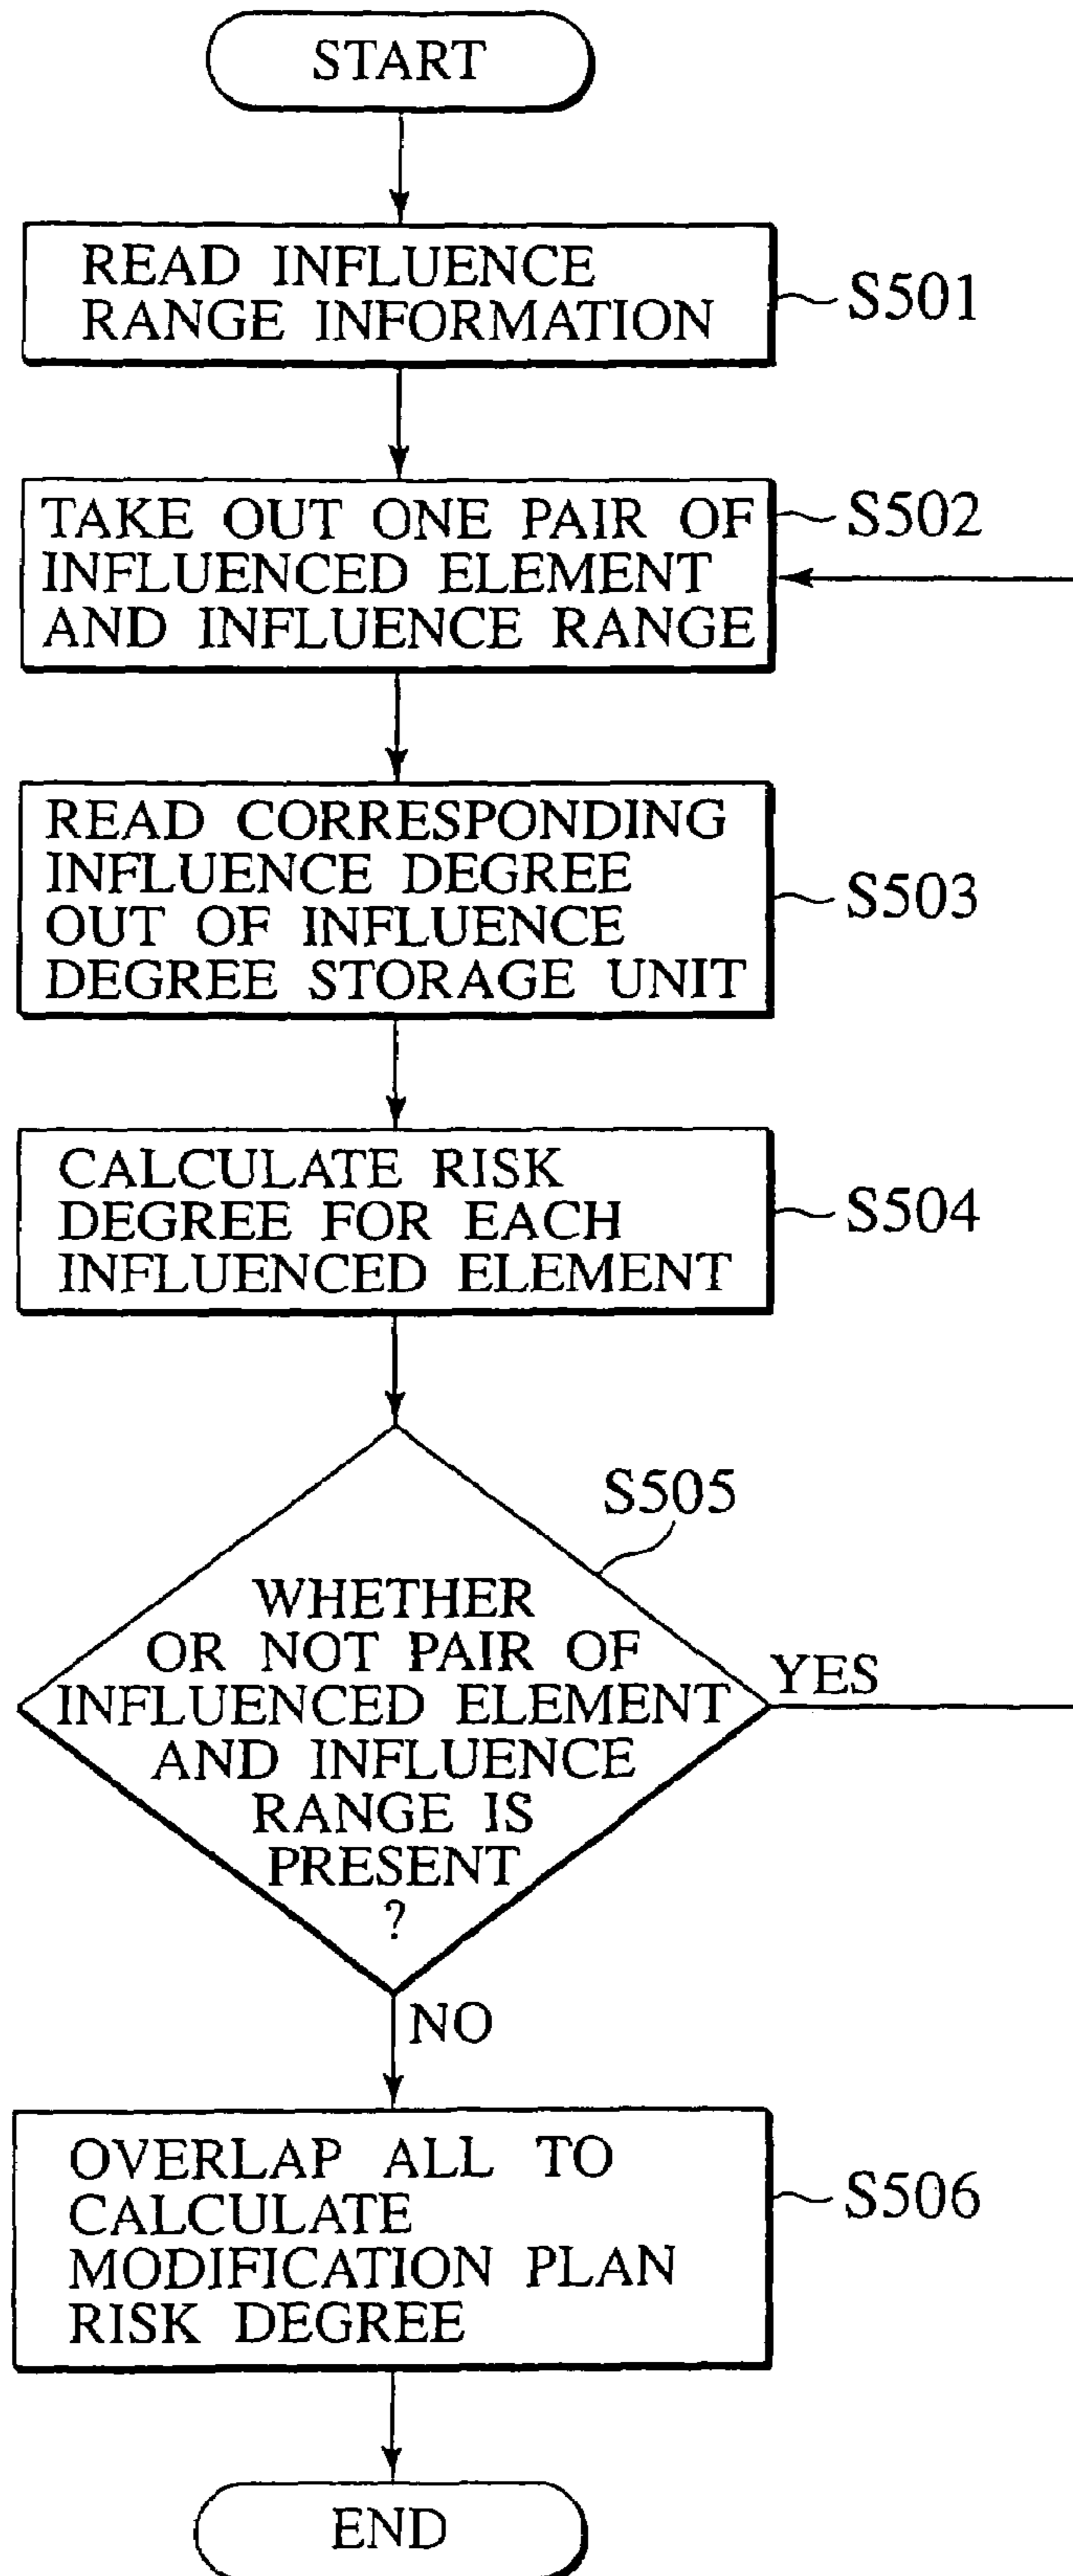 START
READ INFLUENCE
RANGE INFORMATION
S501
TAKE OUT ONE PAIR OF
INFLUENCED ELEMENT
AND INFLUENCE RANGE
S502
READ CORRESPONDING
INFLUENCE DEGREE
OUT OF INFLUENCE
DEGREE STORAGE UNIT
S503
CALCULATE RISK
DEGREE FOR EACH
INFLUENCED ELEMENT
S504
S505
WHETHER
OR NOT PAIR OF
INFLUENCED ELEMENT
AND INFLUENCE
RANGE IS
PRESENT
?
YES
NO
OVERLAP ALL TO
CALCULATE
MODIFICATION PLAN
RISK DEGREE
S506
END